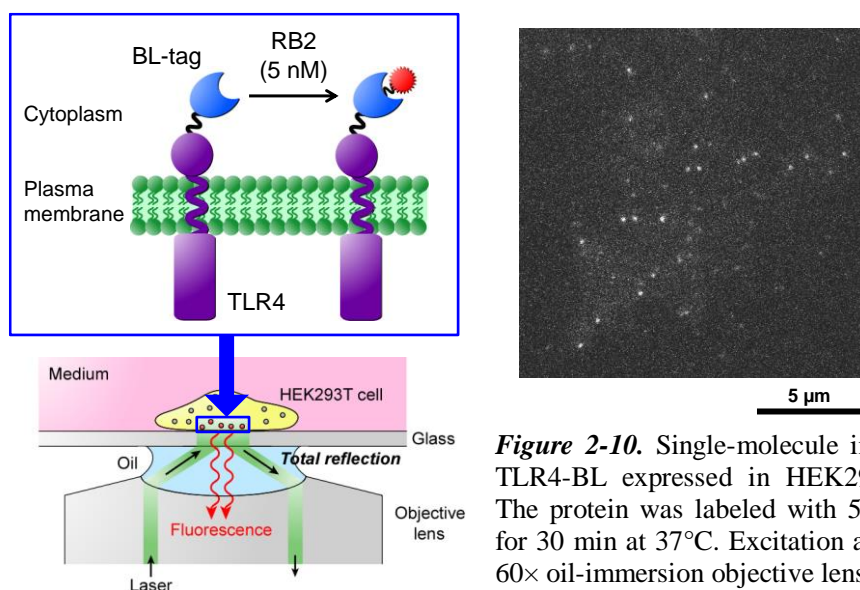 BL-tag
RB2
(5 nM)
Cytoplasm
Plasma
membrane
TLR4
Medium
HEK293T cell
Glass
Oil
Total reflection
Fluorescence
Objective
lens
Laser
5 μm
Figure 2-10. Single-molecule
TLR4-BL expressed in
The protein was labeled with
for 30 min at 37°C. Excitation
60× oil-immersion objective lens